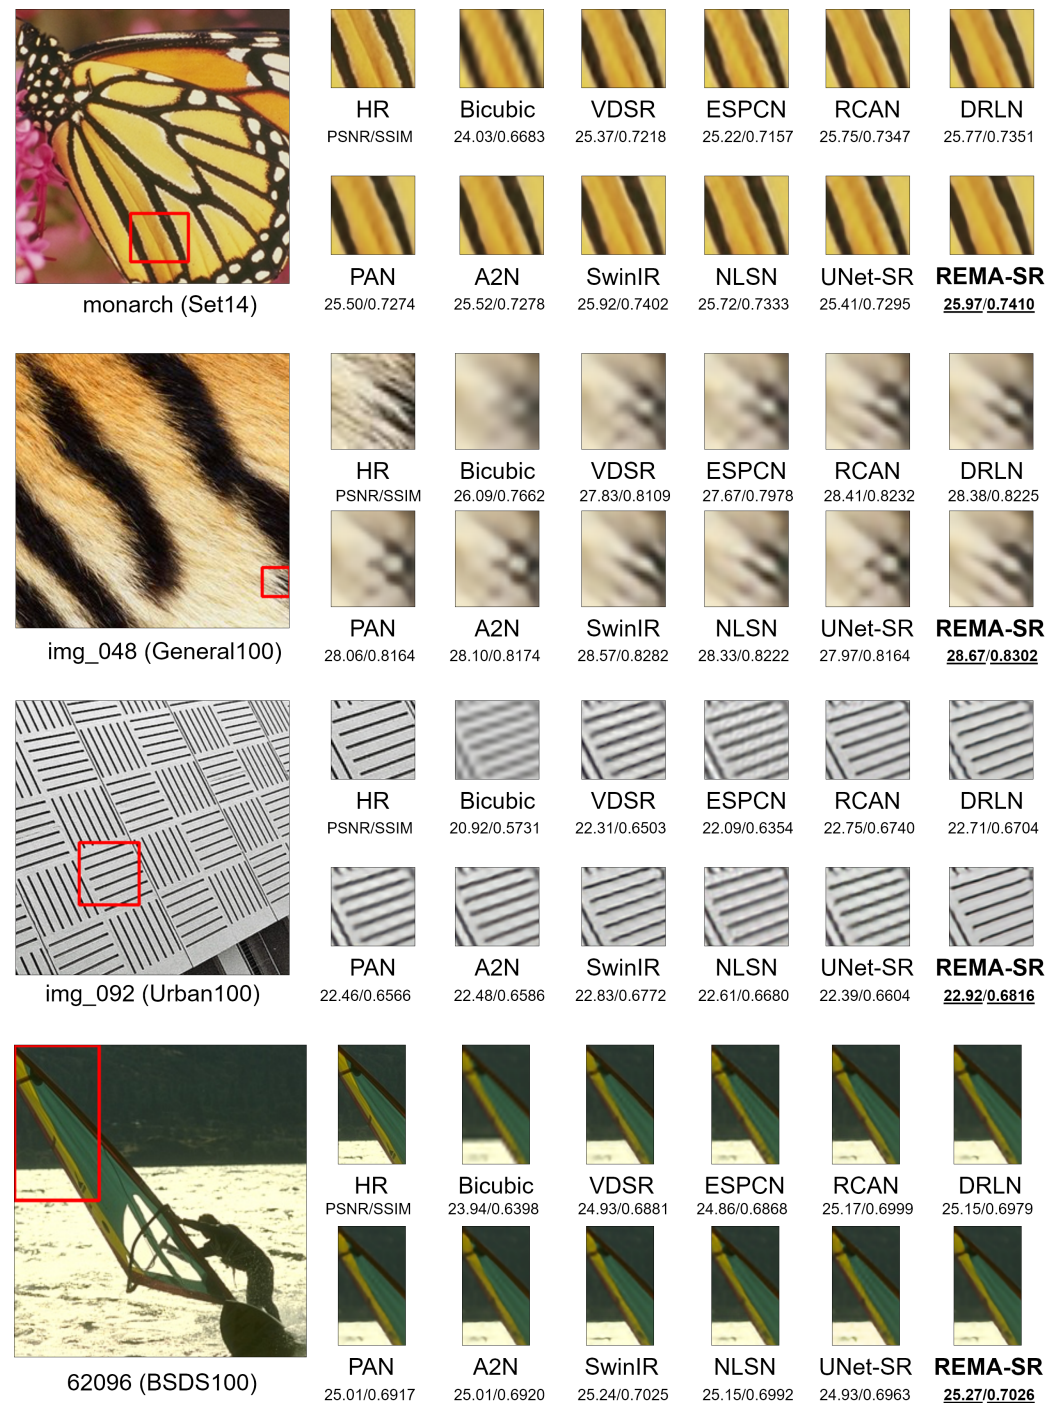 HR Bicubic VDSR ESPCN RCAN DRLN
PSNR/SSIM 24.03/0.6683 25.37/0.7218 25.22/0.7157 25.75/0.7347 25.77/0.7351
PAN A2N SwinIR NLSN UNet-SR REMA-SR
monarch (Set14) 25.50/0.7274 25.52/0.7278 25.92/0.7402 25.72/0.7333 25.41/0.7295 25.97/0.7410
HR Bicubic VDSR ESPCN RCAN DRLN
PSNR/SSIM 26.09/0.7662 27.83/0.8109 27.67/0.7978 28.41/0.8232 28.38/0.8225
PAN A2N SwinIR NLSN UNet-SR REMA-SR
img_048 (General100) 28.06/0.8164 28.10/0.8174 28.57/0.8282 28.33/0.8222 27.97/0.8164 28.67/0.8302
HR Bicubic VDSR ESPCN RCAN DRLN
PSNR/SSIM 20.92/0.5731 22.31/0.6503 22.09/0.6354 22.75/0.6740 22.71/0.6704
PAN A2N SwinIR NLSN UNet-SR REMA-SR
img_092 (Urban100) 22.46/0.6566 22.48/0.6586 22.83/0.6772 22.61/0.6680 22.39/0.6604 22.92/0.6816
HR Bicubic VDSR ESPCN RCAN DRLN
PSNR/SSIM 23.94/0.6398 24.93/0.6881 24.86/0.6868 25.17/0.6999 25.15/0.6979
PAN A2N SwinIR NLSN UNet-SR REMA-SR
62096 (BSDS100) 25.01/0.6917 25.01/0.6920 25.24/0.7025 25.15/0.6992 24.93/0.6963 25.27/0.7026